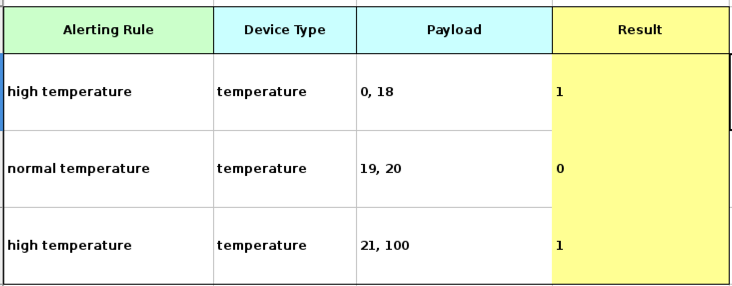 Alerting Rule Device Type Payload Result
high temperature temperature 0, 18 1
normal temperature temperature 19, 20 0
high temperature temperature 21, 100 1